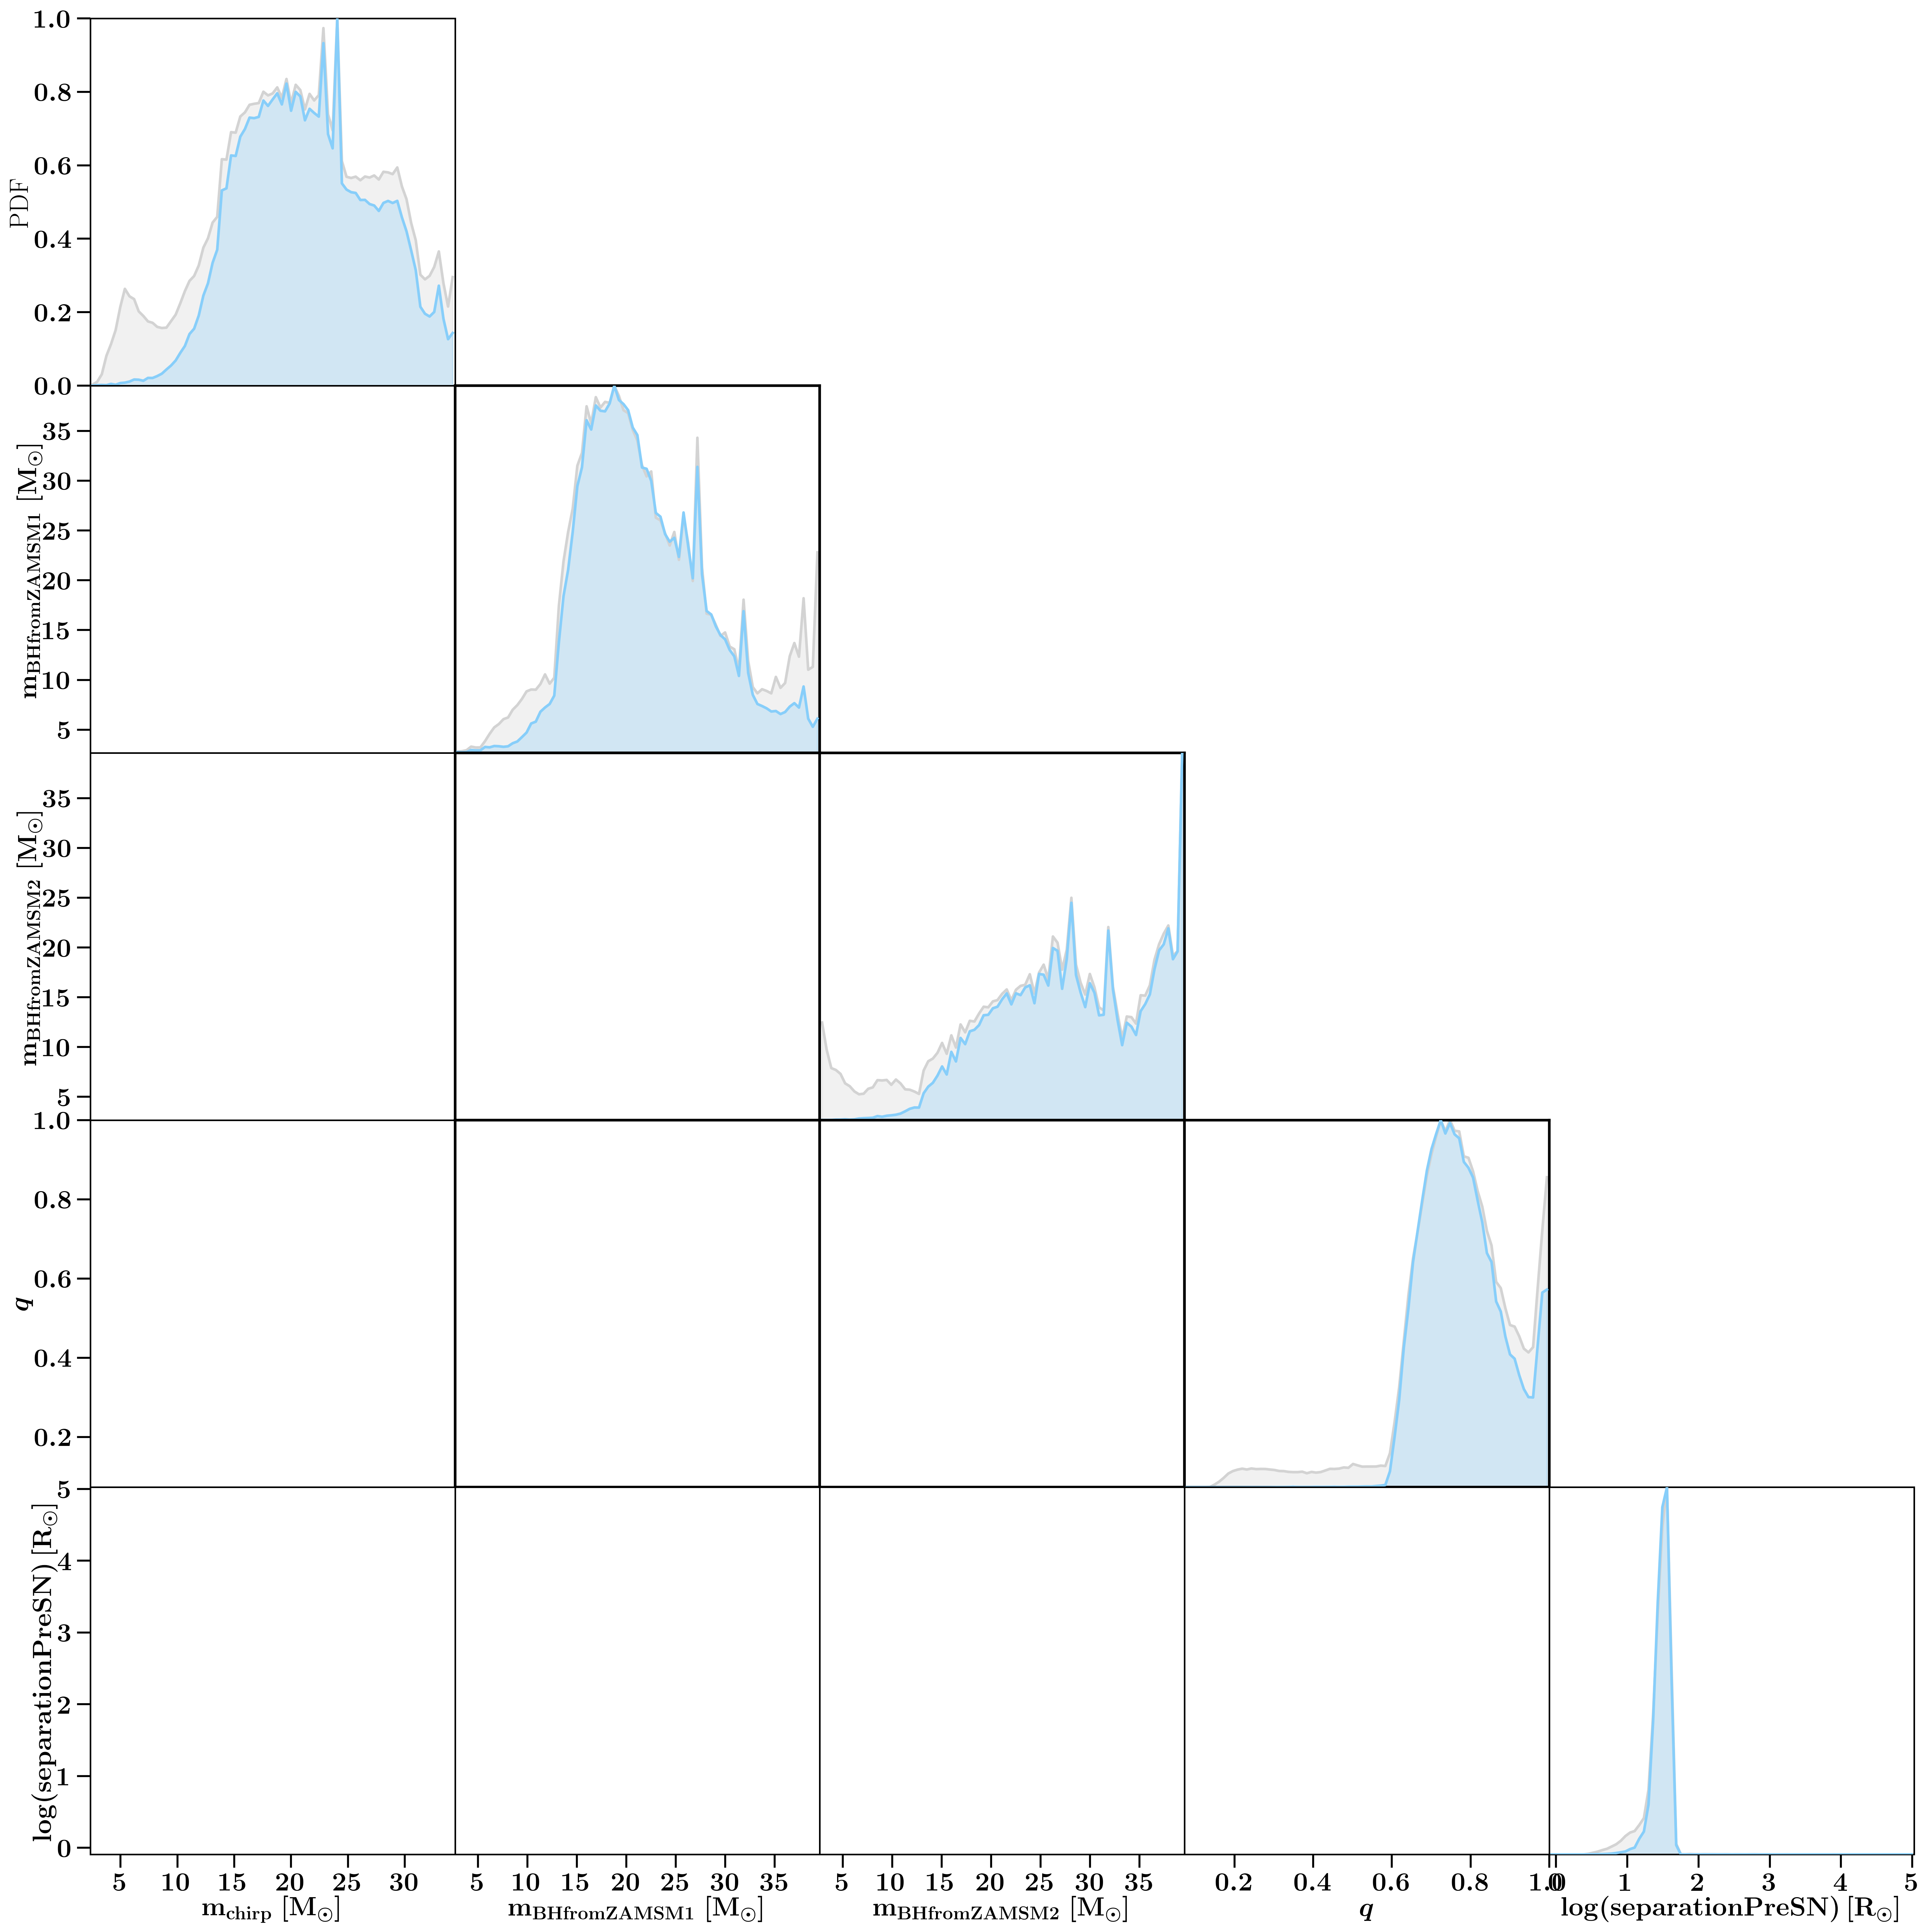 1.0
0.8
0.6
0.4
0.2
0.0
PDF
35
30
25
20
15
10
5
m_BHfromZAMSM1 [M_⊙]
35
30
25
20
15
10
5
m_BHfromZAMSM2 [M_⊙]
1.0
0.8
0.6
0.4
0.2
q
5
4
3
2
1
0
log(separationPreSN) [R_⊙]
5 10 15 20 25 30
m_chirp [M_⊙]
5 10 15 20 25 30 35
m_BHfromZAMSM1 [M_⊙]
5 10 15 20 25 30 35
m_BHfromZAMSM2 [M_⊙]
0.2 0.4 0.6 0.8 1.0
q
0 1 2 3 4 5
log(separationPreSN) [R_⊙]